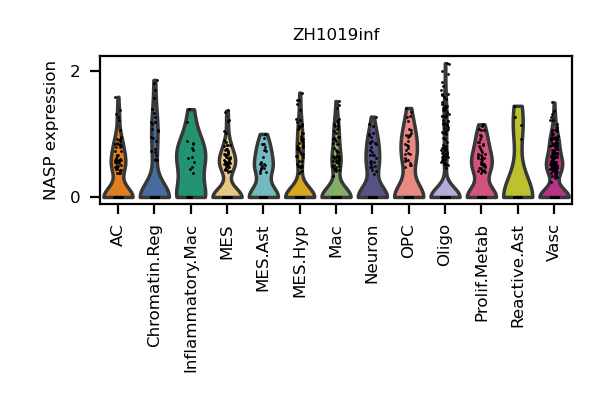 ZH1019inf
NASP expression
2
0
AC
Chromatin.Reg
Inflammatory.Mac
MES
MES.Ast
MES.Hyp
Mac
Neuron
OPC
Oligo
Prolif.Metab
Reactive.Ast
Vasc